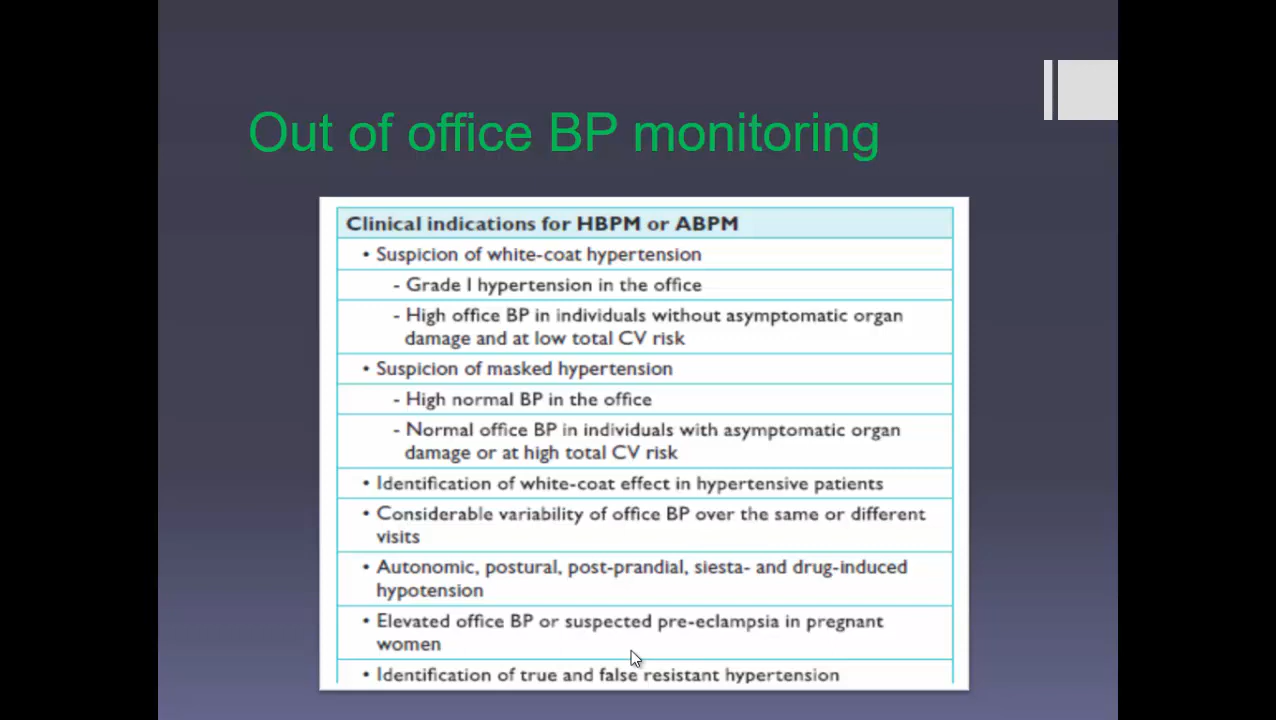 Out of office BP monitoring
Clinical indications for HBPM or ABPM
• Suspicion of white-coat hypertension
- Grade I hypertension in the office
- High office BP in individuals without asymptomatic organ
damage and at low total CV risk
• Suspicion of masked hypertension
- High normal BP in the office
- Normal office BP in individuals with asymptomatic organ
damage or at high total CV risk
• Identification of white-coat effect in hypertensive patients
• Considerable variability of office BP over the same or different
visits
• Autonomic, postural, post-prandial, siesta- and drug-induced
hypotension
• Elevated office BP or suspected pre-eclampsia in pregnant
women
• Identification of true and false resistant hypertension